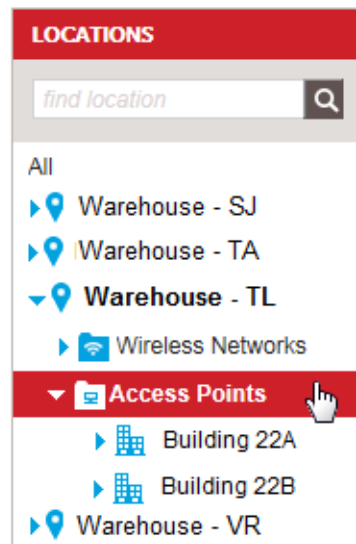 LOCATIONS
find location
All
Warehouse - SJ
Warehouse - TA
Warehouse - TL
Wireless Networks
Access Points
Building 22A
Building 22B
Warehouse - VR